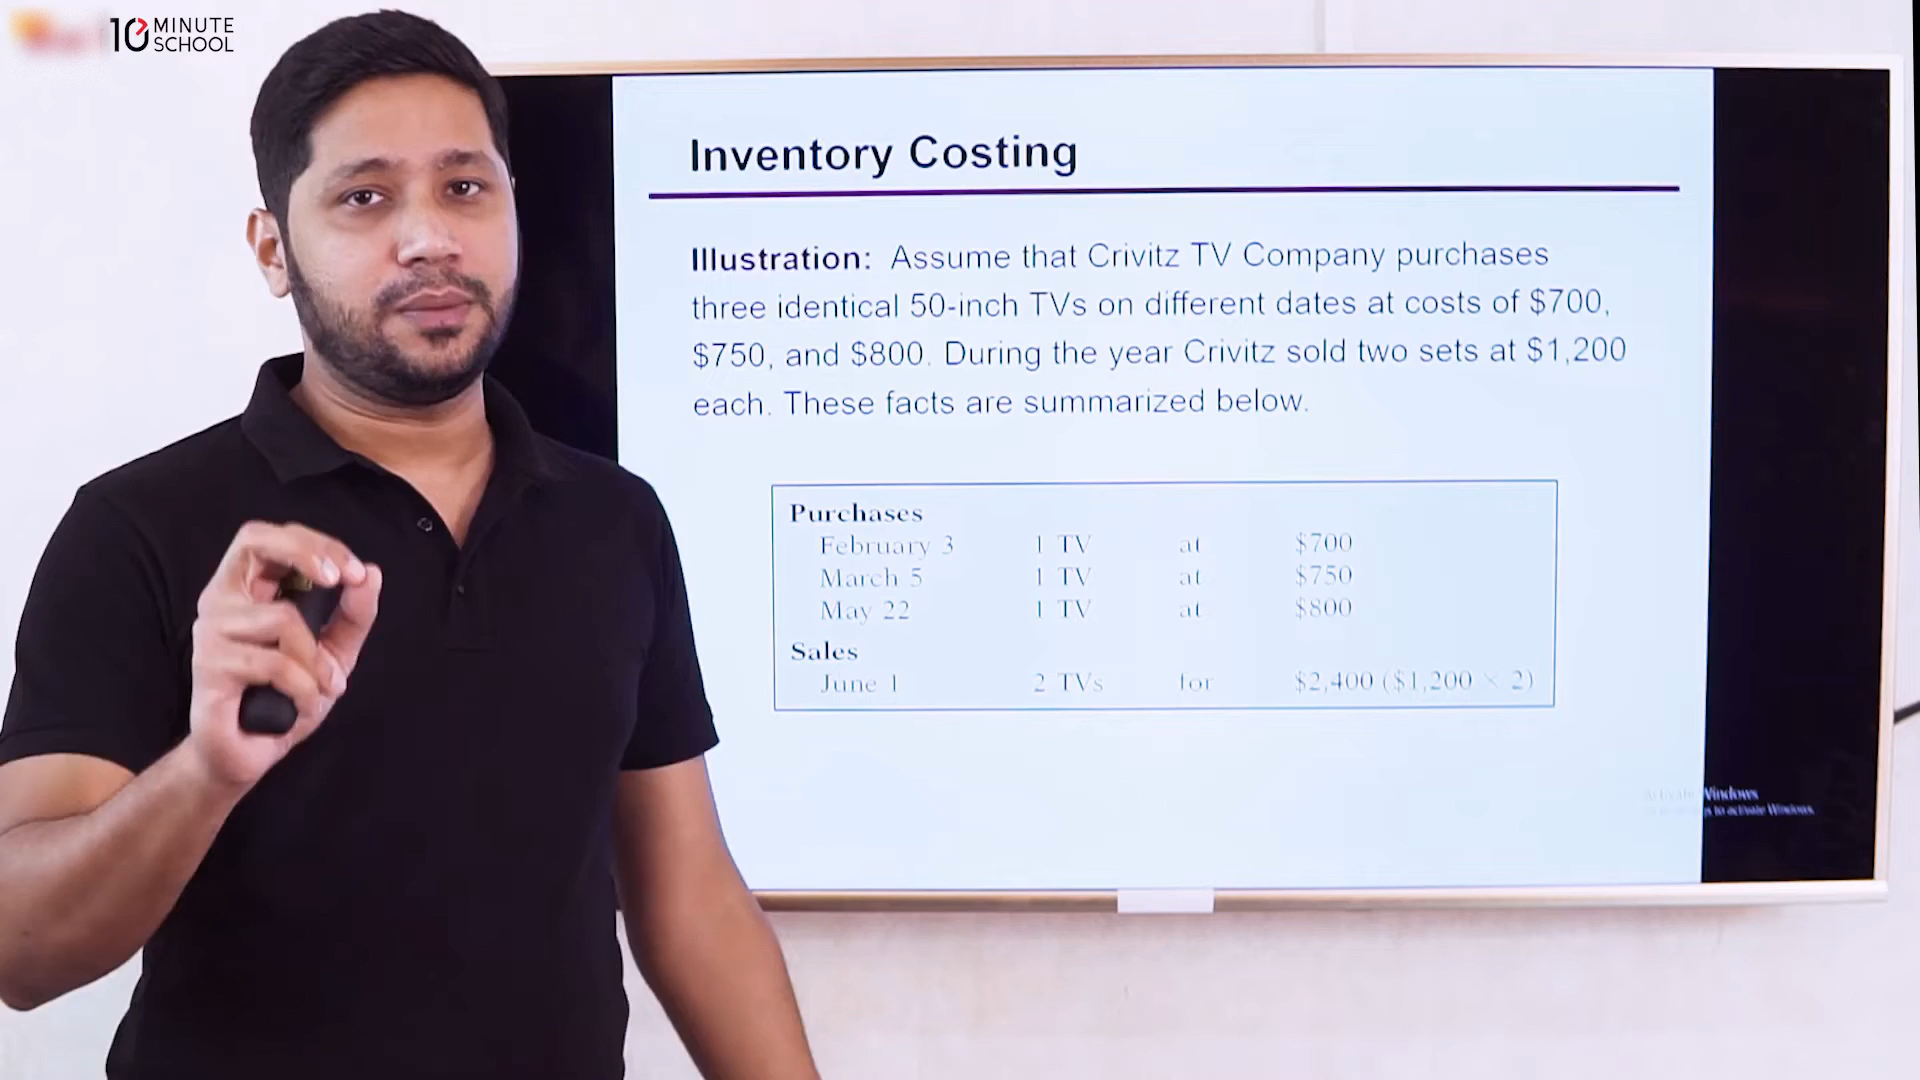 10 MINUTE
SCHOOL
Inventory Costing
Illustration: Assume that Crivitz TV Company purchases
three identical 50-inch TVs on different dates at costs of $700,
$750, and $800. During the year Crivitz sold two sets at $1,200
each. These facts are summarized below.
Purchases
February 3 1 TV at $700
March 5 1 TV at $750
May 22 1 TV at $800
Sales
June 1 2 TVs for $2,400 ($1,200 × 2)
Windows
to activate Windows.